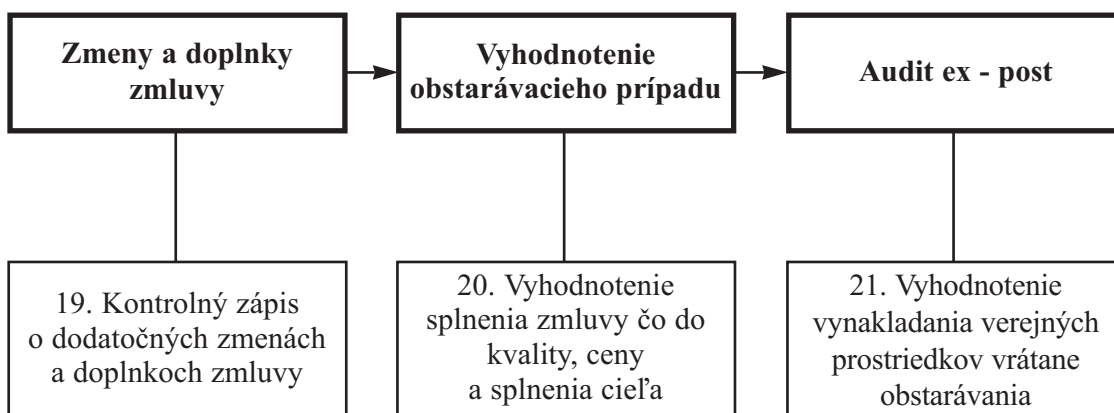 Zmeny a doplnky
zmluvy
Vyhodnotenie
obstarávacieho prípadu
Audit ex - post
19. Kontrolný zápis
o dodatočných zmenách
a doplnkoch zmluvy
20. Vyhodnotenie
splnenia zmluvy čo do
kvality, ceny
a splnenia cieľa
21. Vyhodnotenie
vynakladania verejných
prostriedkov vrátane
obstarávania